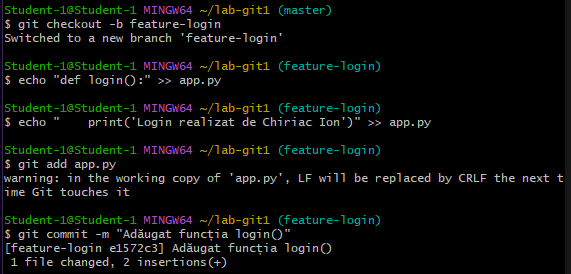 Student-1@Student-1 MINGW64 ~/lab-git1 (master)
$ git checkout -b feature-login
Switched to a new branch 'feature-login'
Student-1@Student-1 MINGW64 ~/lab-git1 (feature-login)
$ echo "def login():" >> app.py
Student-1@Student-1 MINGW64 ~/lab-git1 (feature-login)
$ echo "    print('Login realizat de Chiriac Ion')" >> app.py
Student-1@Student-1 MINGW64 ~/lab-git1 (feature-login)
$ git add app.py
warning: in the working copy of 'app.py', LF will be replaced by CRLF the next t
ime Git touches it
Student-1@Student-1 MINGW64 ~/lab-git1 (feature-login)
$ git commit -m "Adăugat funcția login()"
[feature-login e1572c3] Adăugat funcția login()
 1 file changed, 2 insertions(+)